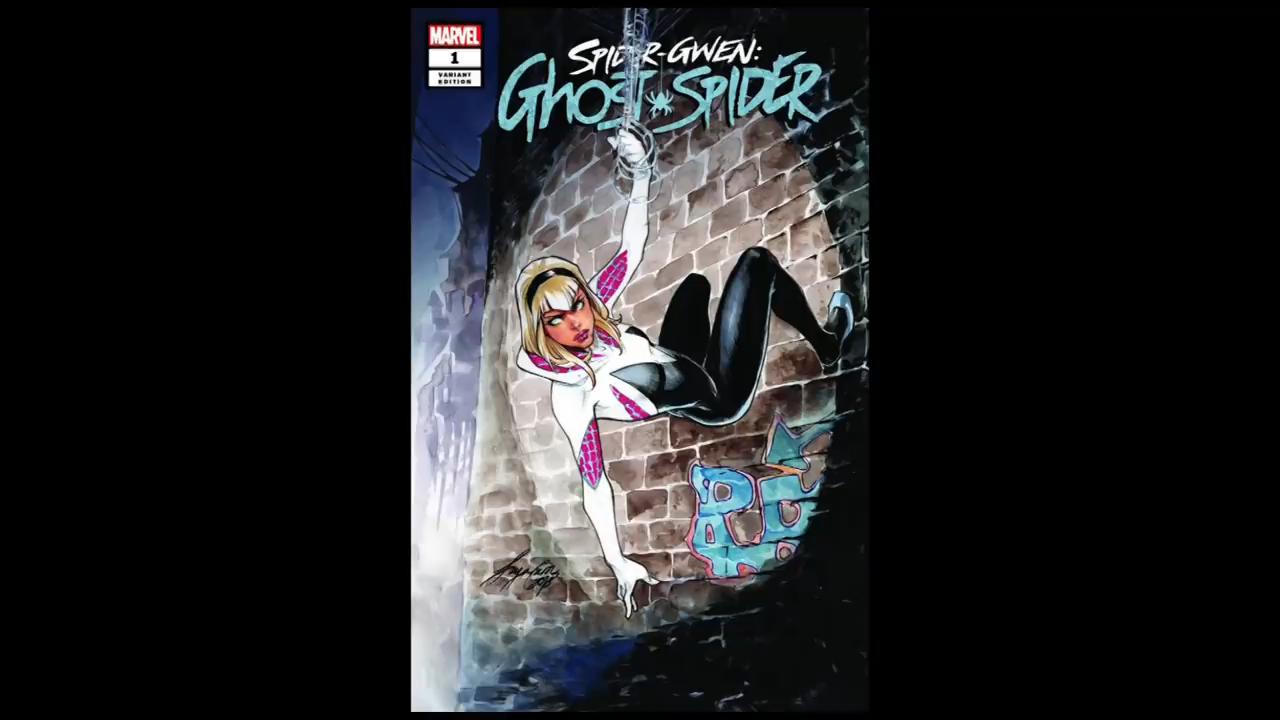 MARVEL
1
VARIANT
EDITION
SPIDER-GWEN:
GHOST SPIDER